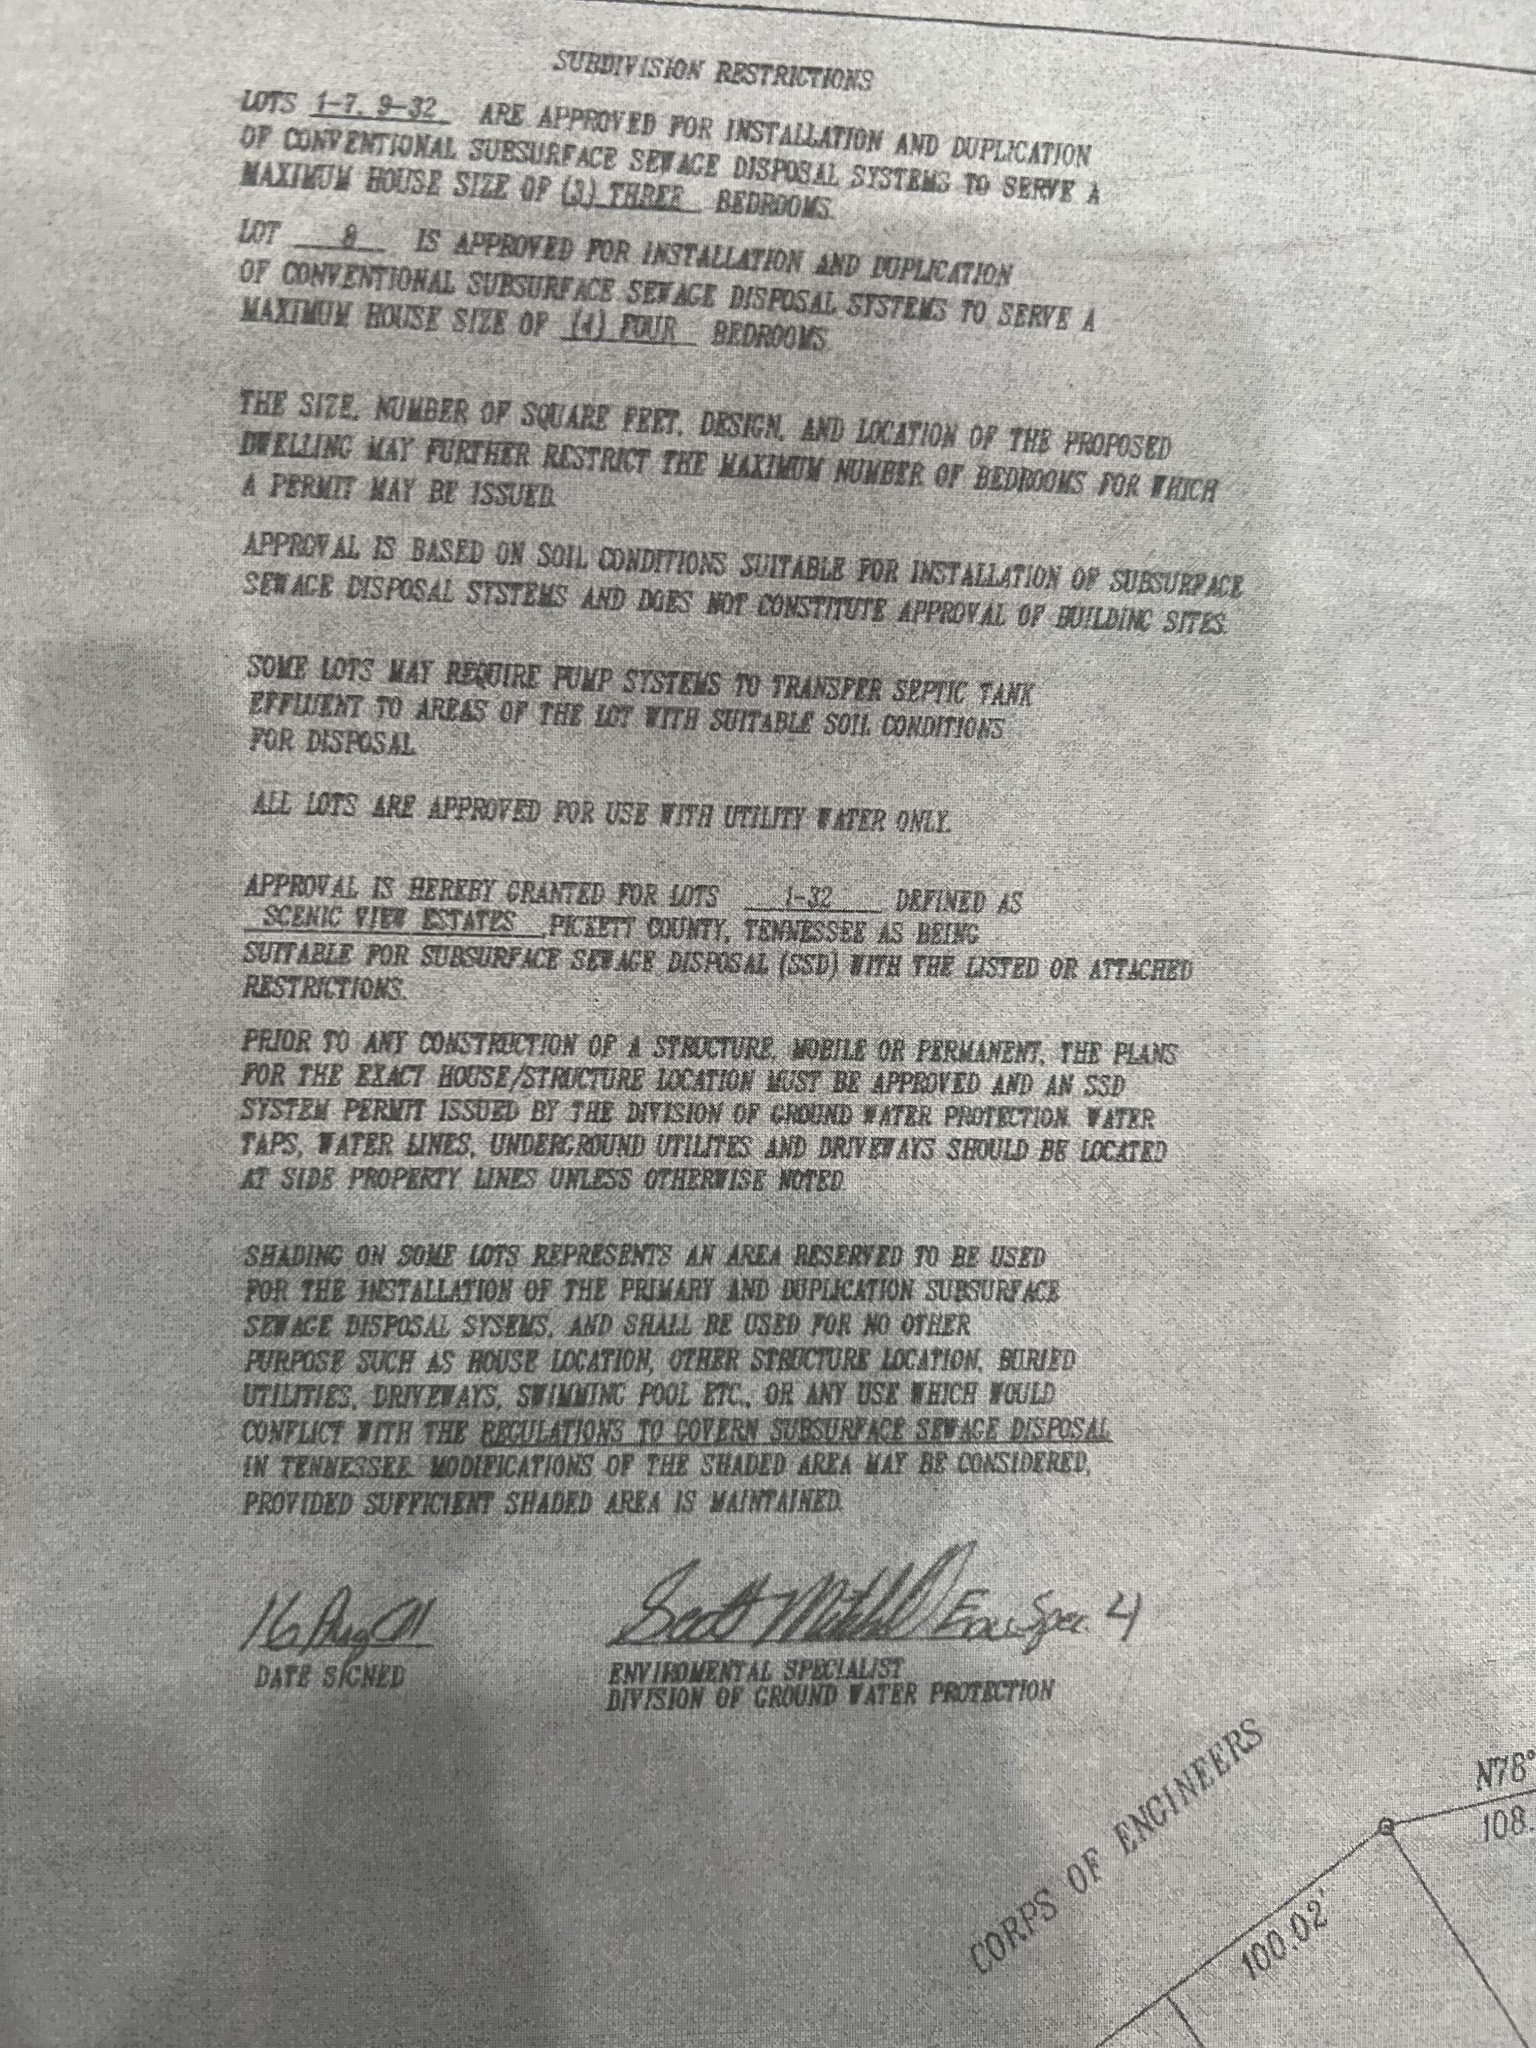 SUBDIVISION RESTRICTIONS
LOTS 1-7, 9-32 ARE APPROVED FOR INSTALLATION AND DUPLICATION
OF CONVENTIONAL SUBSURFACE SEWAGE DISPOSAL SYSTEMS TO SERVE A
MAXIMUM HOUSE SIZE OF (3) THREE BEDROOMS.
LOT 8 IS APPROVED FOR INSTALLATION AND DUPLICATION
OF CONVENTIONAL SUBSURFACE SEWAGE DISPOSAL SYSTEMS TO SERVE A
MAXIMUM HOUSE SIZE OF (4) FOUR BEDROOMS.
THE SIZE, NUMBER OF SQUARE FEET, DESIGN, AND LOCATION OF THE PROPOSED
DWELLING MAY FURTHER RESTRICT THE MAXIMUM NUMBER OF BEDROOMS FOR WHICH
A PERMIT MAY BE ISSUED.
APPROVAL IS BASED ON SOIL CONDITIONS SUITABLE FOR INSTALLATION OF SUBSURFACE
SEWAGE DISPOSAL SYSTEMS AND DOES NOT CONSTITUTE APPROVAL OF BUILDING SITES.
SOME LOTS MAY REQUIRE PUMP SYSTEMS TO TRANSFER SEPTIC TANK
EFFLUENT TO AREAS OF THE LOT WITH SUITABLE SOIL CONDITIONS
FOR DISPOSAL.
ALL LOTS ARE APPROVED FOR USE WITH UTILITY WATER ONLY.
APPROVAL IS HEREBY GRANTED FOR LOTS 1-32 DEFINED AS
SCENIC VIEW ESTATES, PICKETT COUNTY, TENNESSEE AS BEING
SUITABLE FOR SUBSURFACE SEWAGE DISPOSAL (SSD) WITH THE LISTED OR ATTACHED
RESTRICTIONS.
PRIOR TO ANY CONSTRUCTION OF A STRUCTURE, MOBILE OR PERMANENT, THE PLANS
FOR THE EXACT HOUSE/STRUCTURE LOCATION MUST BE APPROVED AND AN SSD
SYSTEM PERMIT ISSUED BY THE DIVISION OF GROUND WATER PROTECTION. WATER
TAPS, WATER LINES, UNDERGROUND UTILITES AND DRIVEWAYS SHOULD BE LOCATED
AT SIDE PROPERTY LINES UNLESS OTHERWISE NOTED.
SHADING ON SOME LOTS REPRESENTS AN AREA RESERVED TO BE USED
FOR THE INSTALLATION OF THE PRIMARY AND DUPLICATION SUBSURFACE
SEWAGE DISPOSAL SYSEMS, AND SHALL BE USED FOR NO OTHER
PURPOSE SUCH AS HOUSE LOCATION, OTHER STRUCTURE LOCATION, BURIED
UTILITIES, DRIVEWAYS, SWIMMING POOL ETC., OR ANY USE WHICH WOULD
CONFLICT WITH THE REGULATIONS TO GOVERN SUBSURFACE SEWAGE DISPOSAL
IN TENNESSEE. MODIFICATIONS OF THE SHADED AREA MAY BE CONSIDERED,
PROVIDED SUFFICIENT SHADED AREA IS MAINTAINED.
16 Aug 01 Scott Mitchell Env. Spec. 4
DATE SIGNED
ENVIROMENTAL SPECIALIST
DIVISION OF GROUND WATER PROTECTION
CORPS OF ENGINEERS
N78°
108.
100.02'